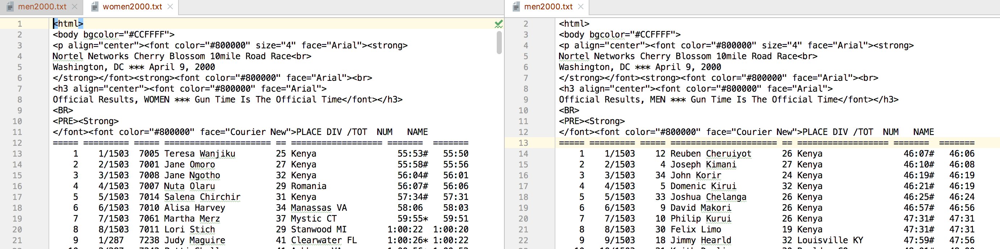 men2000.txt
women2000.txt
1 <html>
2 <body bgcolor="#CCFFFF">
3 <p align="center"><font color="#800000" size="4" face="Arial"><strong>
4 Nortel Networks Cherry Blossom 10mile Road Race<br>
5 Washington, DC *** April 9, 2000
6 </strong></font><strong><font color="#800000" face="Arial"><br>
7 <h3 align="center"><font color="#800000" face="Arial">
8 Official Results, WOMEN *** Gun Time Is The Official Time</font></h3>
9 <BR>
10 <PRE><Strong>
11 </font><font color="#800000" face="Courier New">PLACE DIV /TOT  NUM   NAME
12 ===== ========= ===== ===================== == ================== =======  =======
13     1    1/1503  7005 Teresa Wanjiku        25 Kenya                55:53#   55:50
14     2    2/1503  7001 Jane Omoro            27 Kenya                55:58#   55:56
15     3    3/1503  7008 Jane Ngotho           32 Kenya                56:04#   56:01
16     4    4/1503  7007 Nuta Olaru            29 Romania              56:07#   56:06
17     5    5/1503  7014 Salena Chirchir       31 Kenya                57:34#   57:31
18     6    6/1503  7010 Alisa Harvey          34 Manassas VA          58:06    58:03
19     7    7/1503  7061 Martha Merz           37 Mystic CT            59:55*   59:51
20     8    8/1503  7011 Lori Stich            29 Stanwood MI        1:00:22  1:00:20
21     9    1/287   7238 Judy Maguire          41 Clearwater FL      1:00:26* 1:00:22
men2000.txt
2 <html>
3 <body bgcolor="#CCFFFF">
4 <p align="center"><font color="#800000" size="4" face="Arial"><strong>
5 Nortel Networks Cherry Blossom 10mile Road Race<br>
6 Washington, DC *** April 9, 2000
7 </strong></font><strong><font color="#800000" face="Arial"><br>
8 <h3 align="center"><font color="#800000" face="Arial">
9 Official Results, MEN *** Gun Time Is The Official Time</font></h3>
10 <BR>
11 <PRE><Strong>
12 </font><font color="#800000" face="Courier New">PLACE DIV /TOT  NUM   NAME
13 ===== ========= ===== ===================== == ================== =======  =======
14     1    1/1503    12 Reuben Cheruiyot      26 Kenya                46:07#   46:06
15     2    2/1503     4 Joseph Kimani         27 Kenya                46:10#   46:08
16     3    3/1503    34 John Korir            24 Kenya                46:19#   46:19
17     4    4/1503     5 Domenic Kirui         32 Kenya                46:21#   46:19
18     5    5/1503    33 Joshua Chelanga       26 Kenya                46:25#   46:24
19     6    6/1503     9 David Makori          26 Kenya                46:57#   46:56
20     7    7/1503    10 Philip Kurui          26 Kenya                47:31#   47:31
21     8    8/1503    30 Felix Limo            19 Kenya                47:31#   47:31
22     9    9/1503    18 Jimmy Hearld          32 Louisville KY        47:59#   47:56